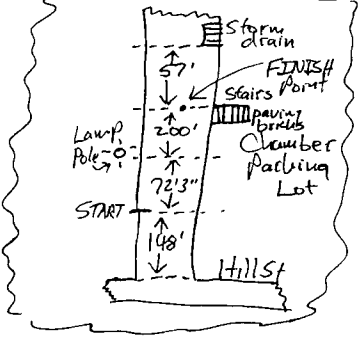 Storm
drain
57'
FINISH
Point
Stairs
paving
bricks
200'
Lamp
Pole
Chamber
Parking
Lot
72'3"
START
148'
Hill St